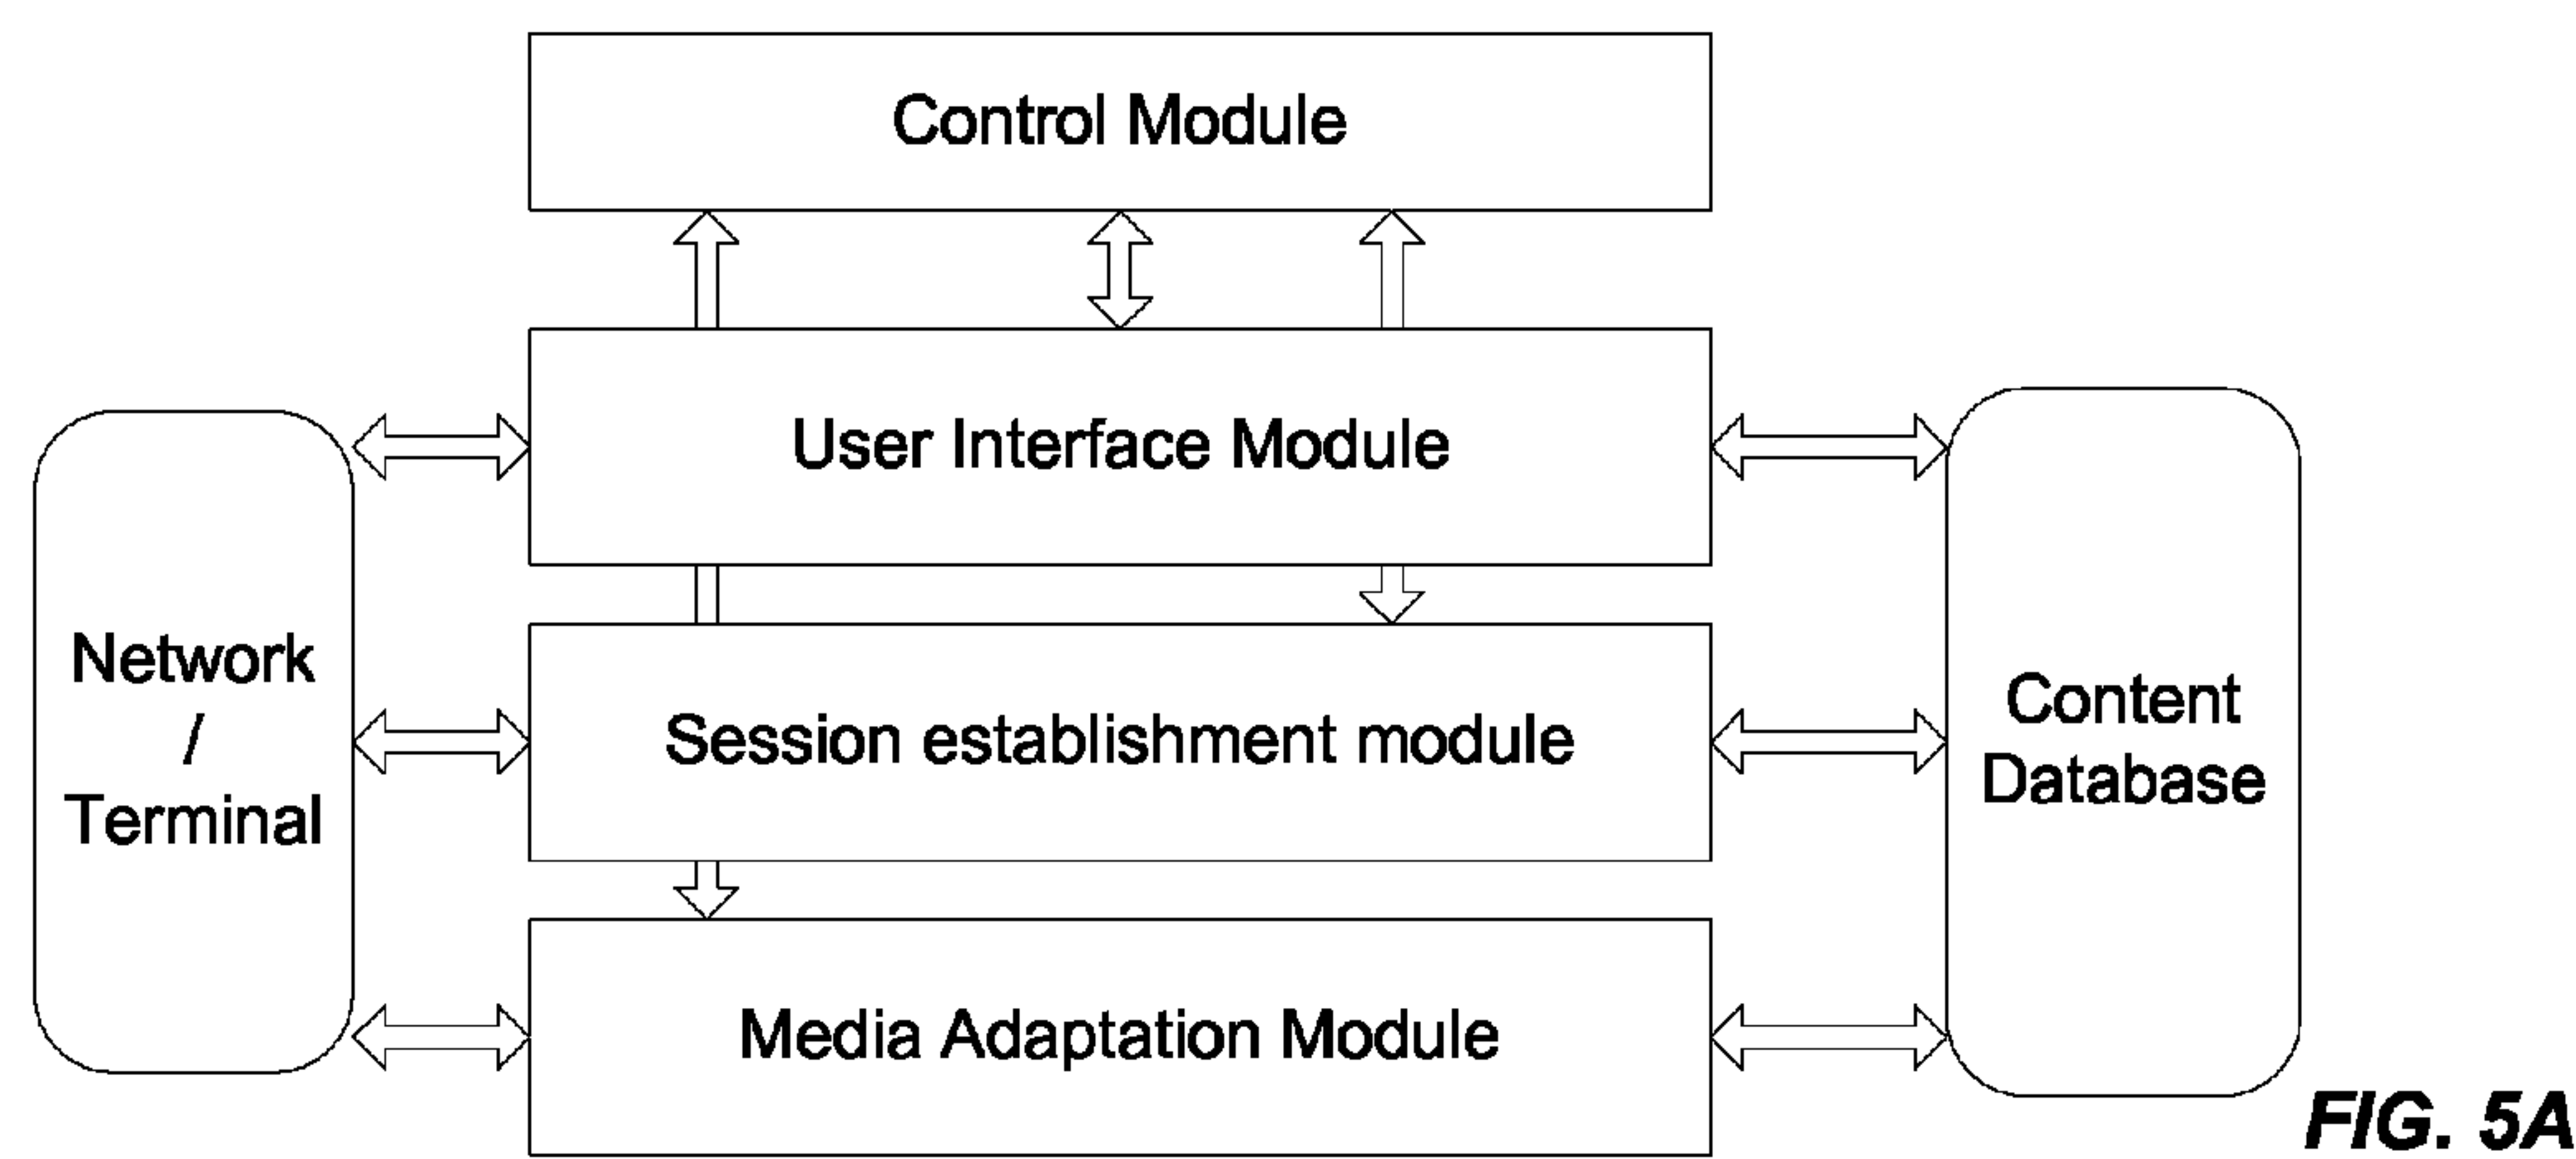 Control Module
User Interface Module
Network
/
Terminal
Session establishment module
Content
Database
Media Adaptation Module
FIG. 5A